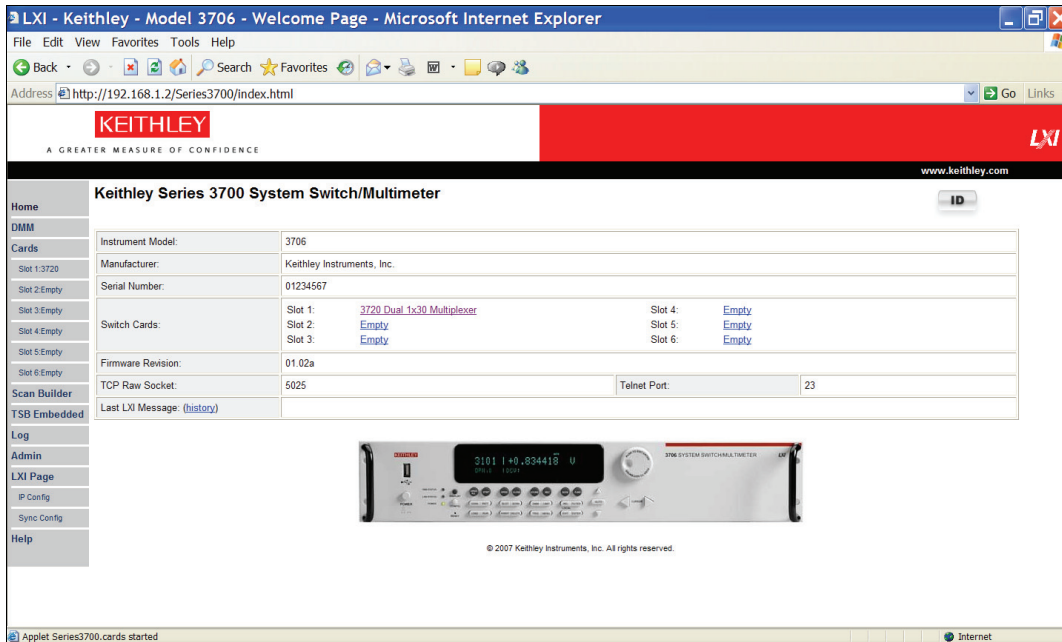 LXI - Keithley - Model 3706 - Welcome Page - Microsoft Internet Explorer
File Edit View Favorites Tools Help
Back Search Favorites
Address http://192.168.1.2/Series3700/index.html Go Links
KEITHLEY
A GREATER MEASURE OF CONFIDENCE
LXI
www.keithley.com
Keithley Series 3700 System Switch/Multimeter
ID
Home
DMM
Cards
Slot 1:3720
Slot 2:Empty
Slot 3:Empty
Slot 4:Empty
Slot 5:Empty
Slot 6:Empty
Scan Builder
TSB Embedded
Log
Admin
LXI Page
IP Config
Sync Config
Help
Instrument Model: 3706
Manufacturer: Keithley Instruments, Inc.
Serial Number: 01234567
Switch Cards:
Slot 1: 3720 Dual 1x30 Multiplexer Slot 4: Empty
Slot 2: Empty Slot 5: Empty
Slot 3: Empty Slot 6: Empty
Firmware Revision: 01.02a
TCP Raw Socket: 5025 Telnet Port: 23
Last LXI Message: (history)
KEITHLEY
3101 |+0.834418 V
3706 SYSTEM SWITCH/MULTIMETER
LXI
POWER
© 2007 Keithley Instruments, Inc. All rights reserved.
Applet Series3700.cards started Internet